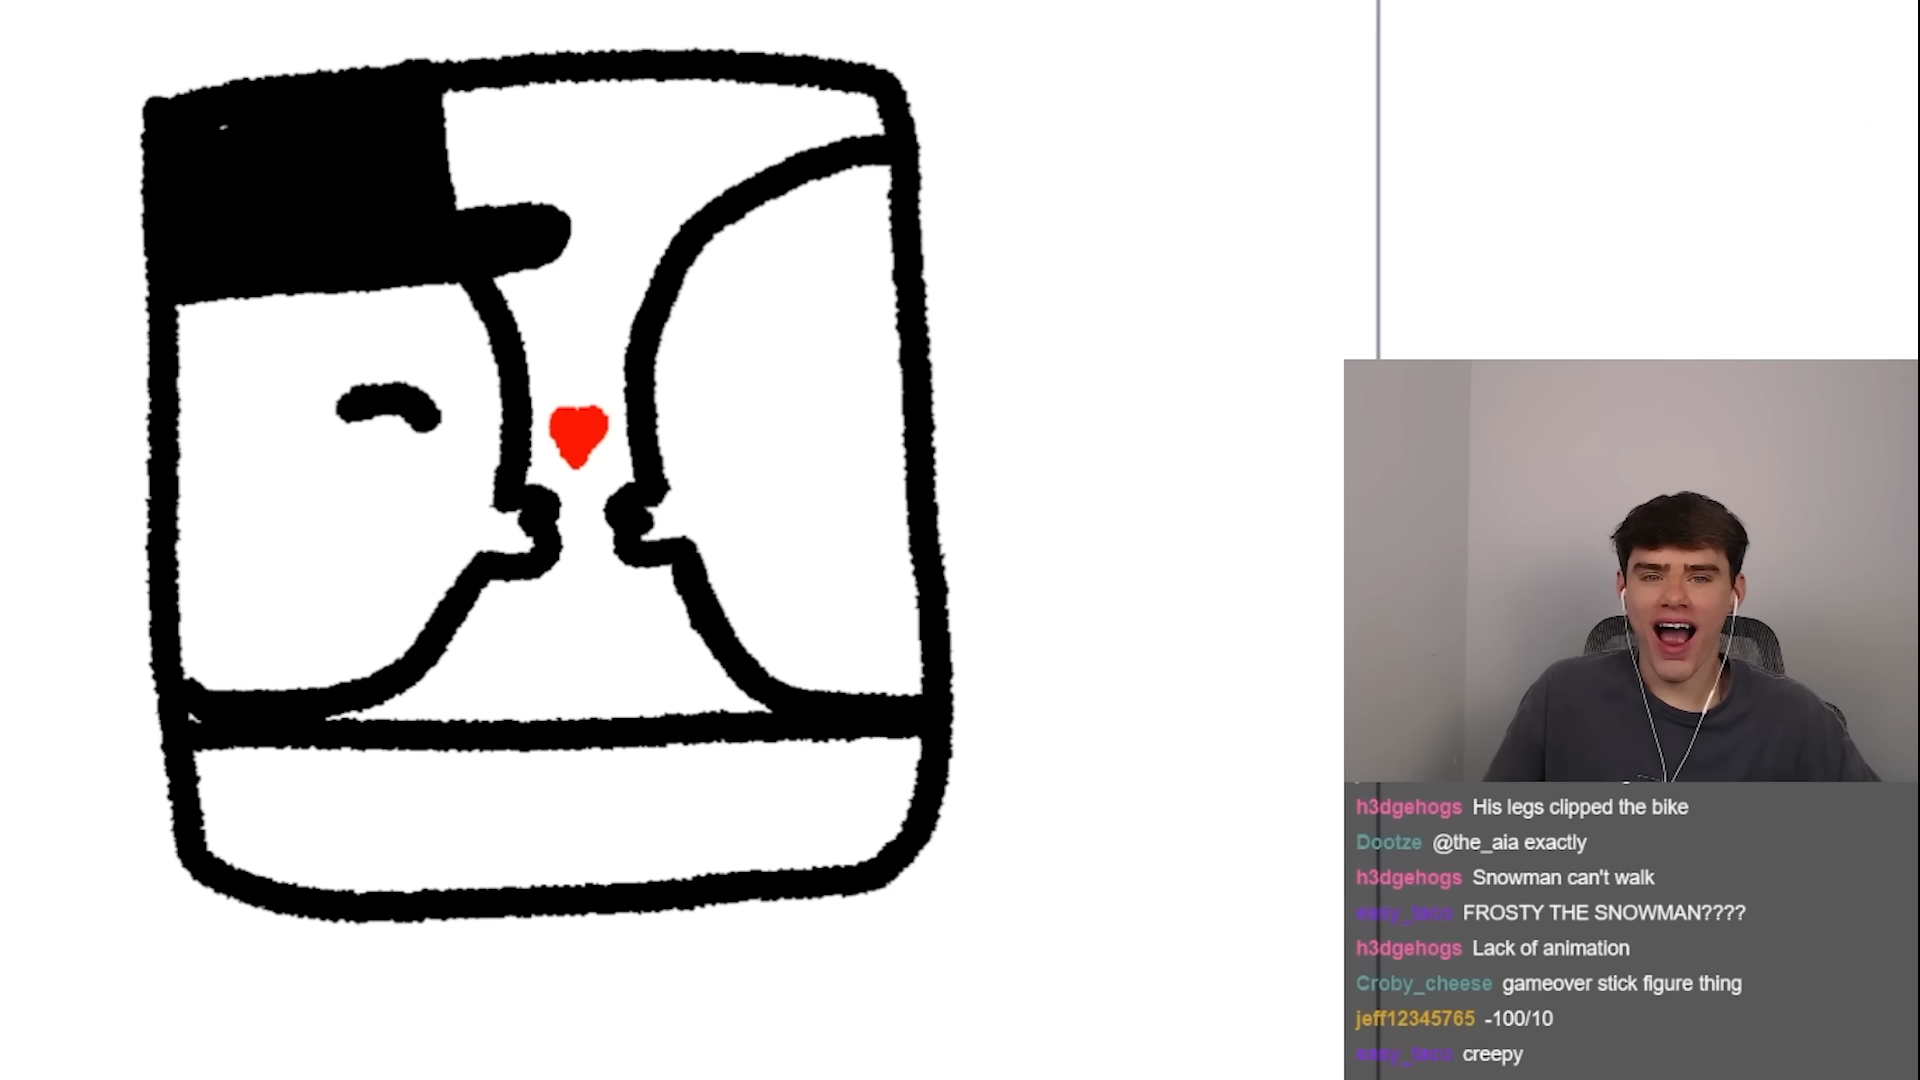 h3dgehogs His legs clipped the bike
Dootze @the_aia exactly
h3dgehogs Snowman can't walk
FROSTY THE SNOWMAN????
h3dgehogs Lack of animation
Croby_cheese gameover stick figure thing
jeff12345765 -100/10
creepy